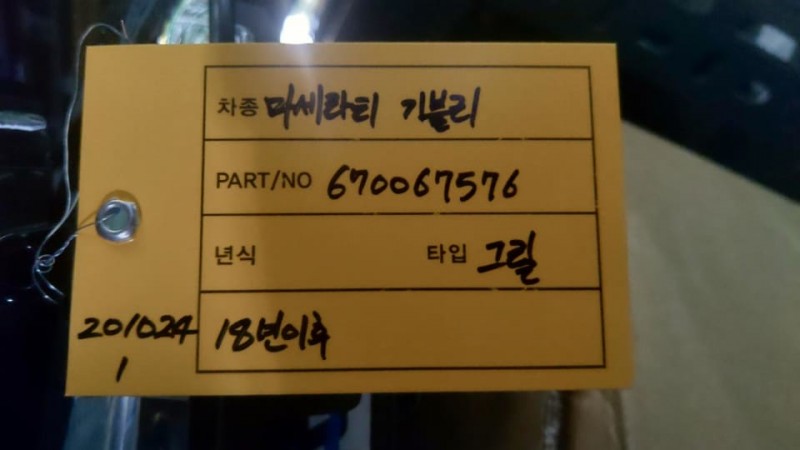 차종 마세라티 기블리
PART/NO 670067576
년식 타입 그릴
201024 18년이후
1